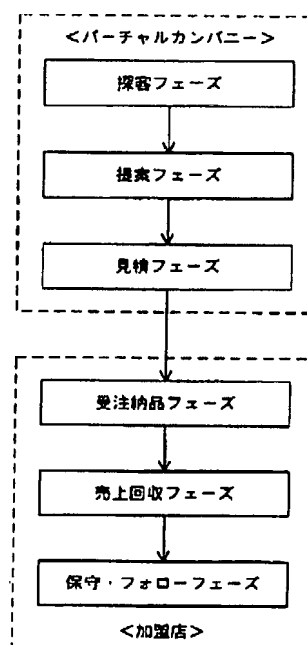 <バーチャルカンパニー>
探客フェーズ
提案フェーズ
見積フェーズ
受注納品フェーズ
売上回収フェーズ
保守・フォローフェーズ
<加盟店>